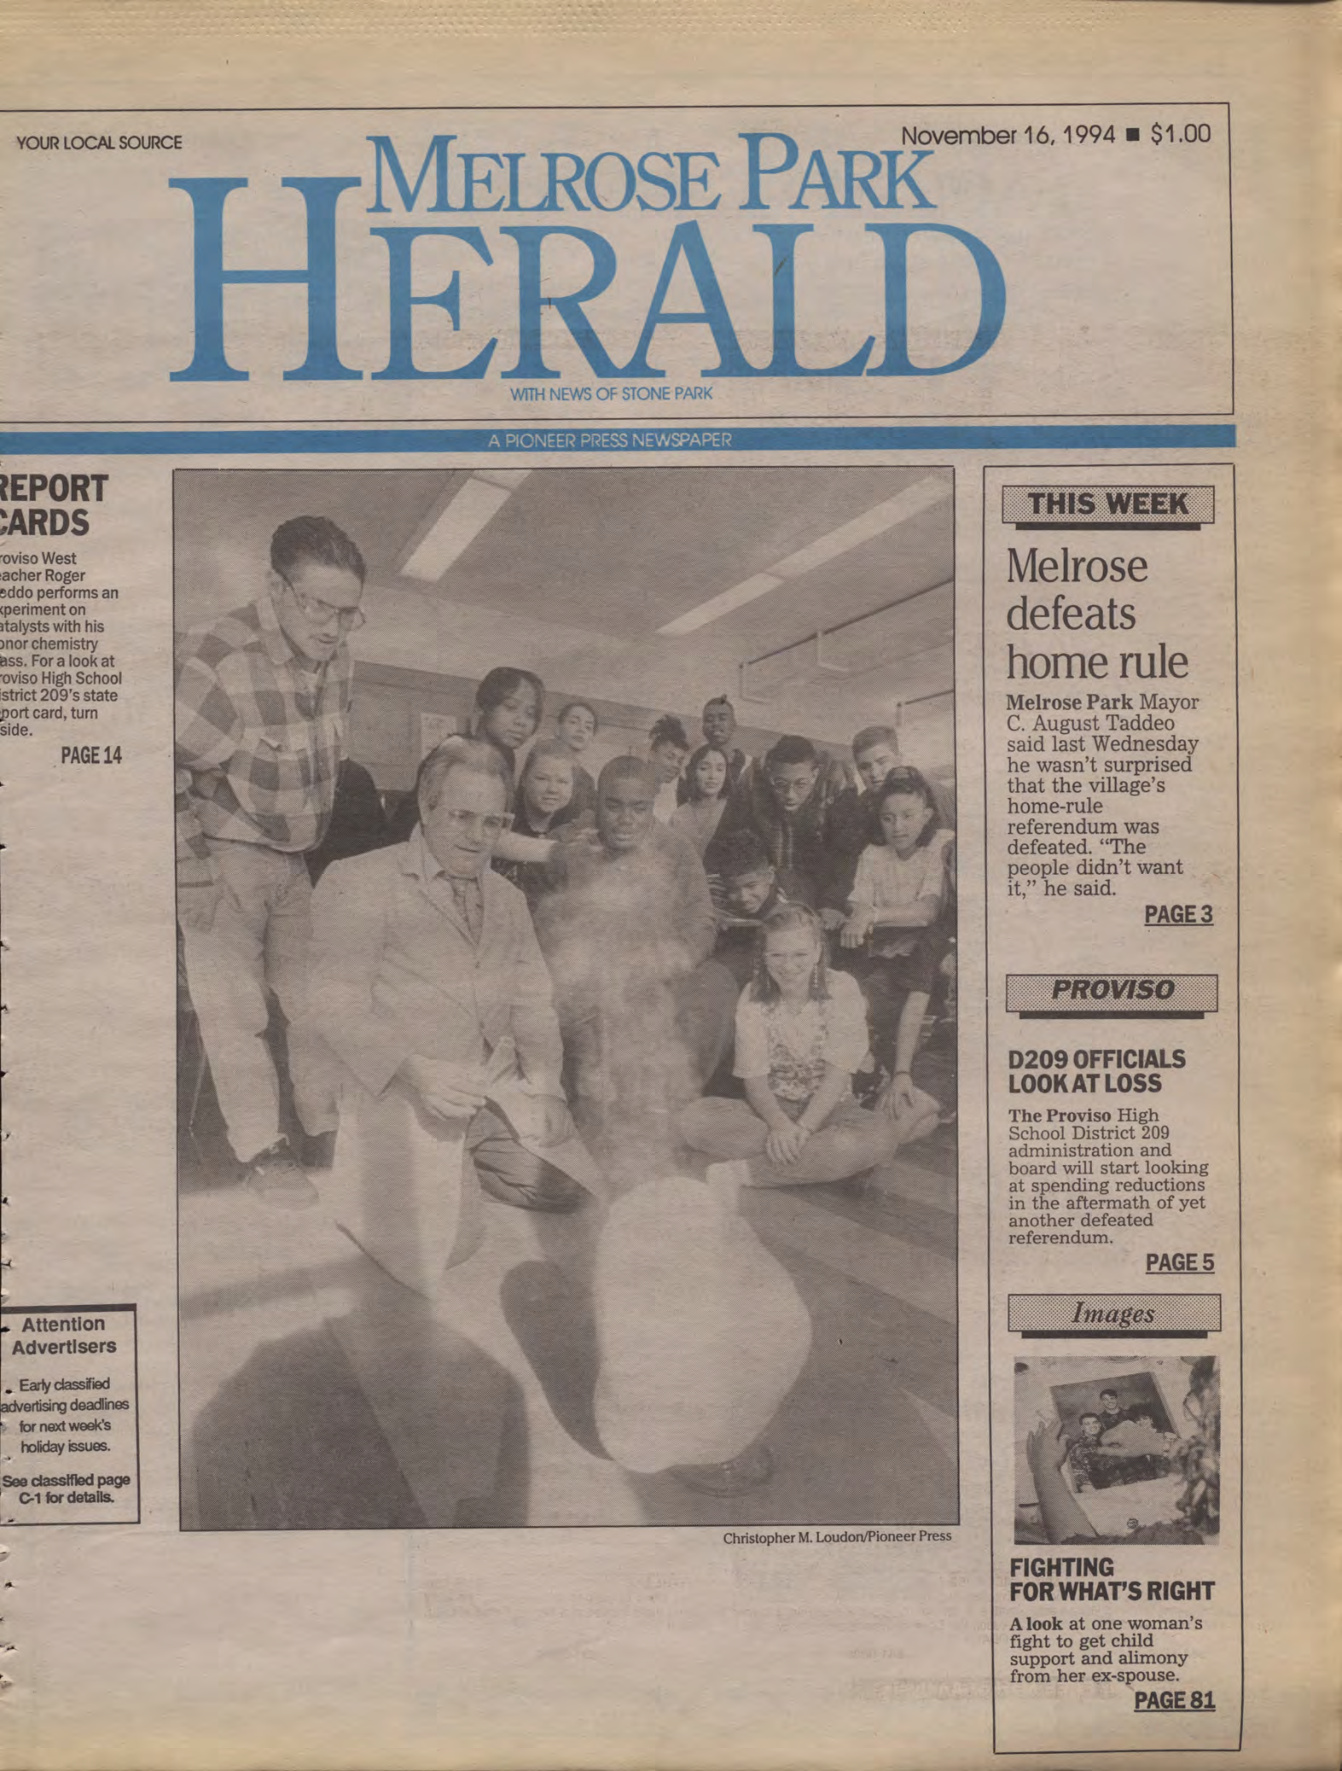 YOUR LOCAL SOURCE
November 16, 1994 ■ $1.00
MELROSE PARK
HERALD
WITH NEWS OF STONE PARK
A PIONEER PRESS NEWSPAPER
REPORT
CARDS
roviso West
eacher Roger
eddo performs an
xperiment on
atalysts with his
onor chemistry
ass. For a look at
roviso High School
istrict 209's state
port card, turn
side.
PAGE 14
Attention
Advertisers
Early classified
advertising deadlines
for next week's
holiday issues.
See classified page
C-1 for details.
Christopher M. Loudon/Pioneer Press
THIS WEEK
Melrose
defeats
home rule
Melrose Park Mayor
C. August Taddeo
said last Wednesday
he wasn't surprised
that the village's
home-rule
referendum was
defeated. “The
people didn't want
it,” he said.
PAGE 3
PROVISO
D209 OFFICIALS
LOOK AT LOSS
The Proviso High
School District 209
administration and
board will start looking
at spending reductions
in the aftermath of yet
another defeated
referendum.
PAGE 5
Images
FIGHTING
FOR WHAT'S RIGHT
A look at one woman's
fight to get child
support and alimony
from her ex-spouse.
PAGE 81